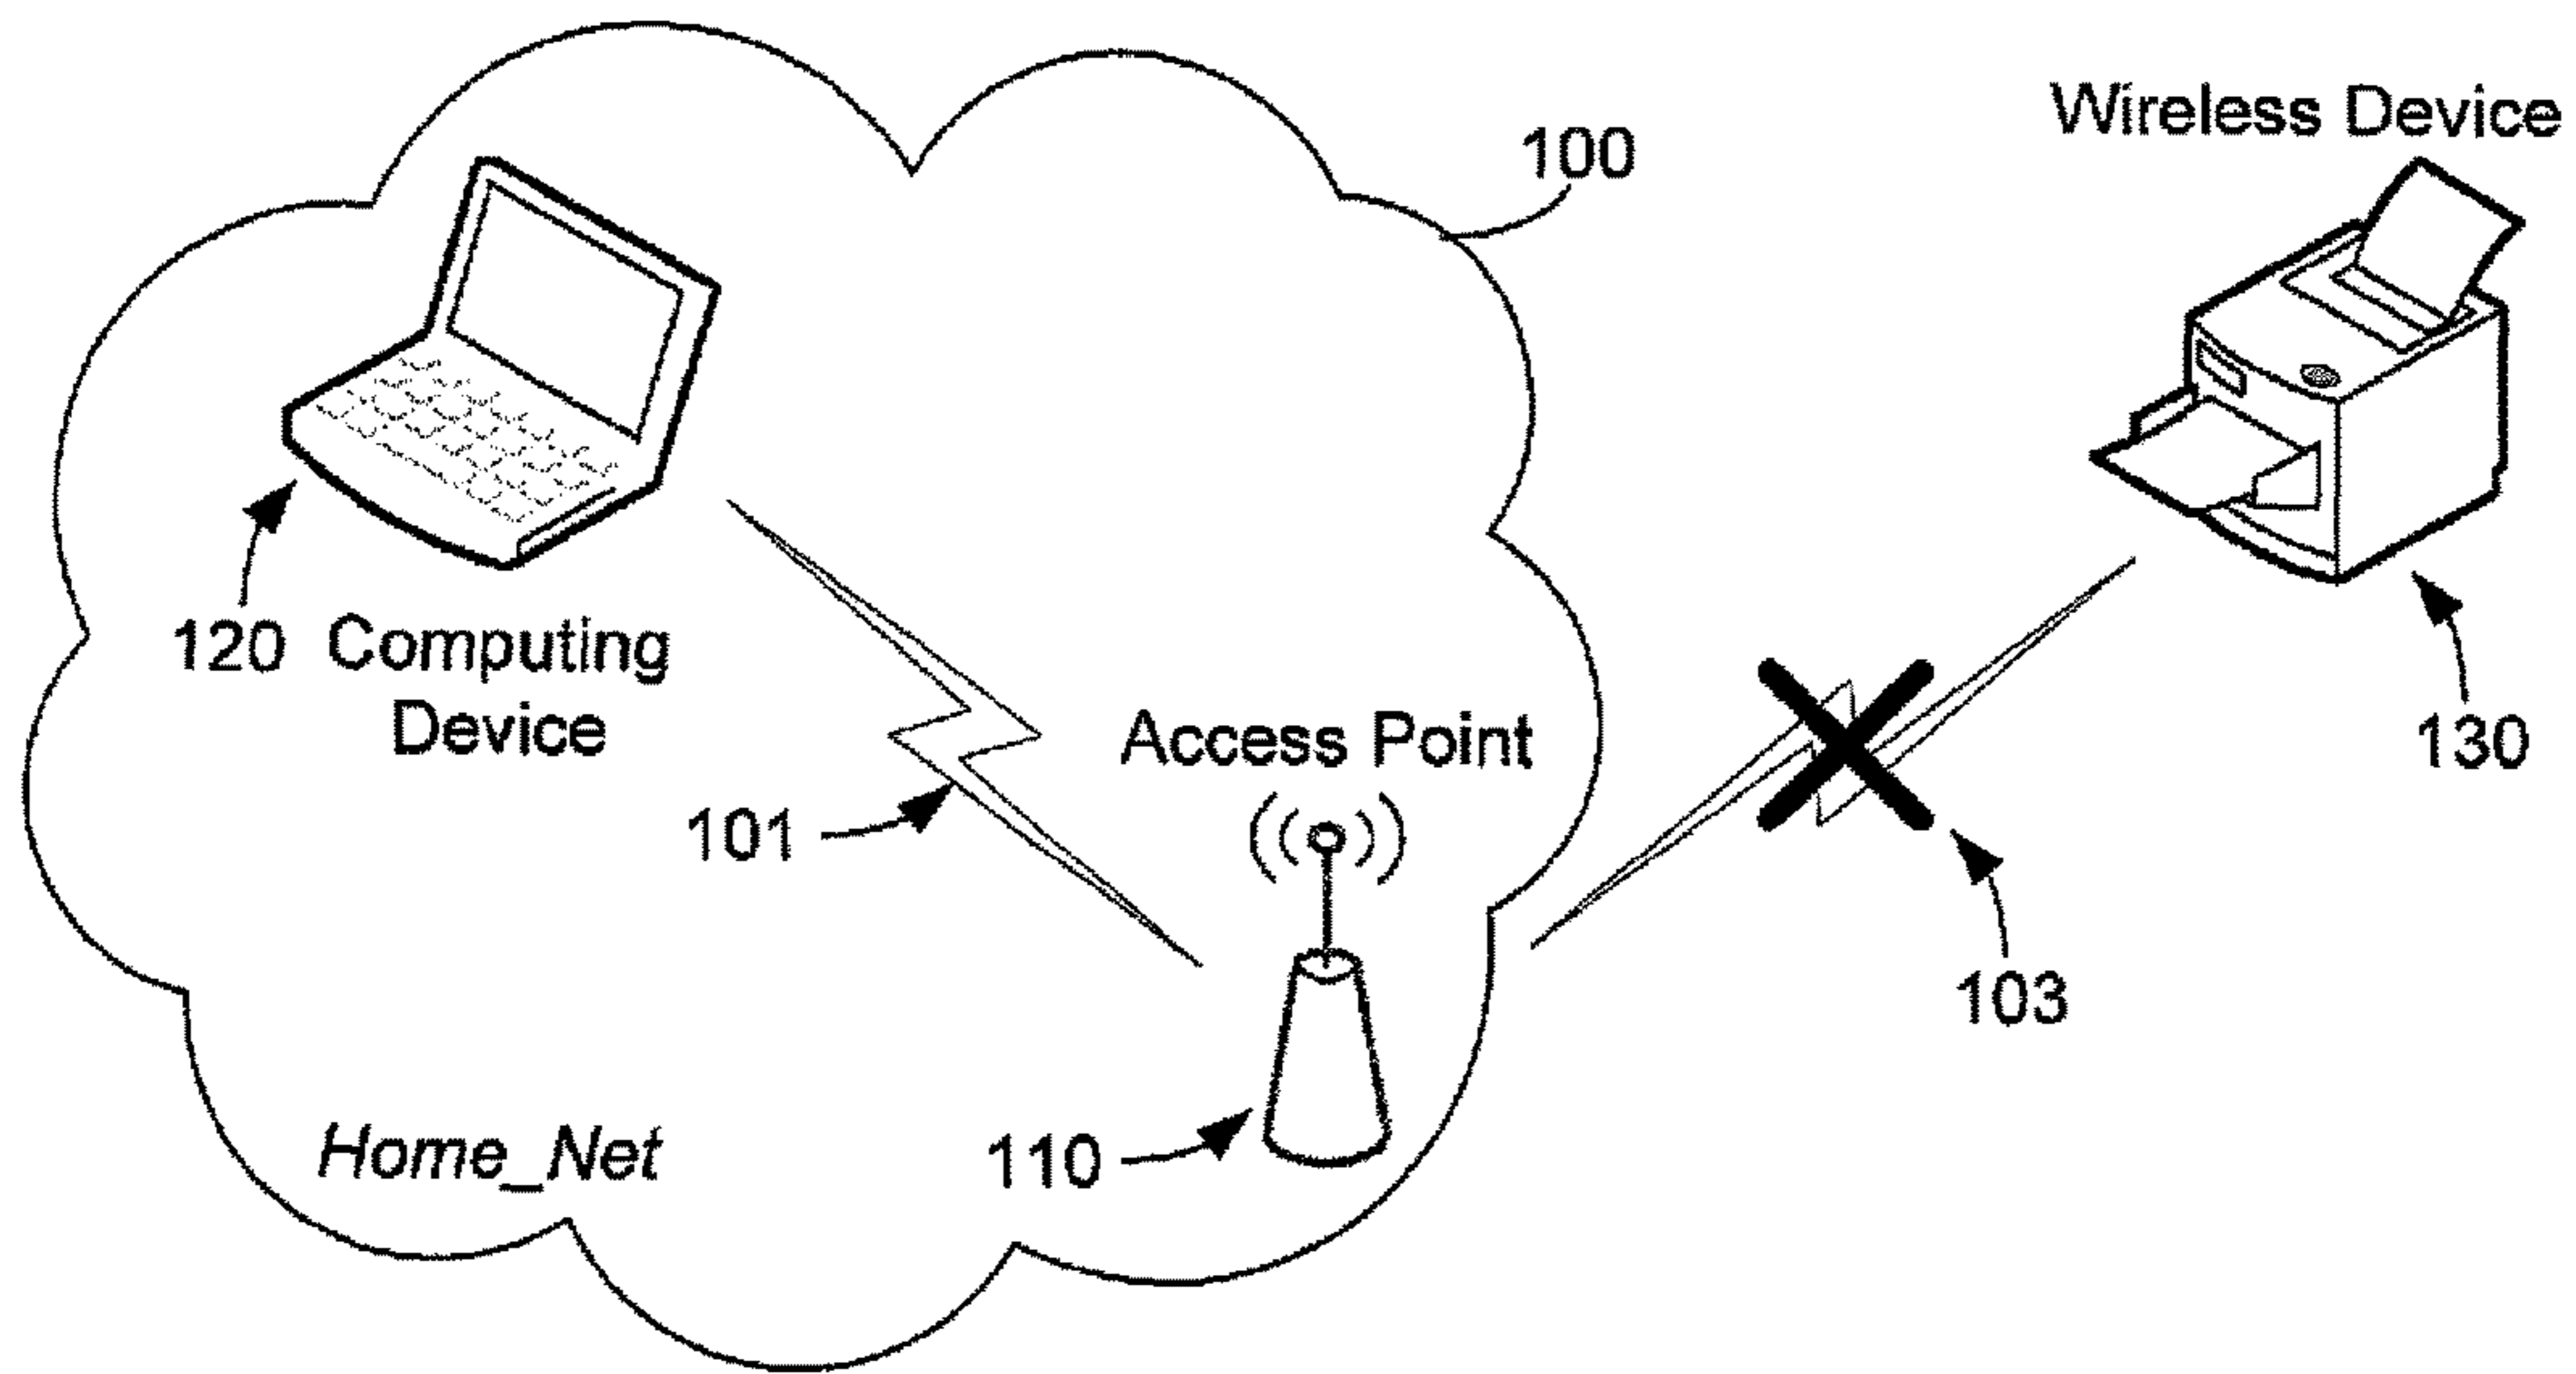 Wireless Device
100
120 Computing
Device
Access Point
130
101
103
110
Home_Net